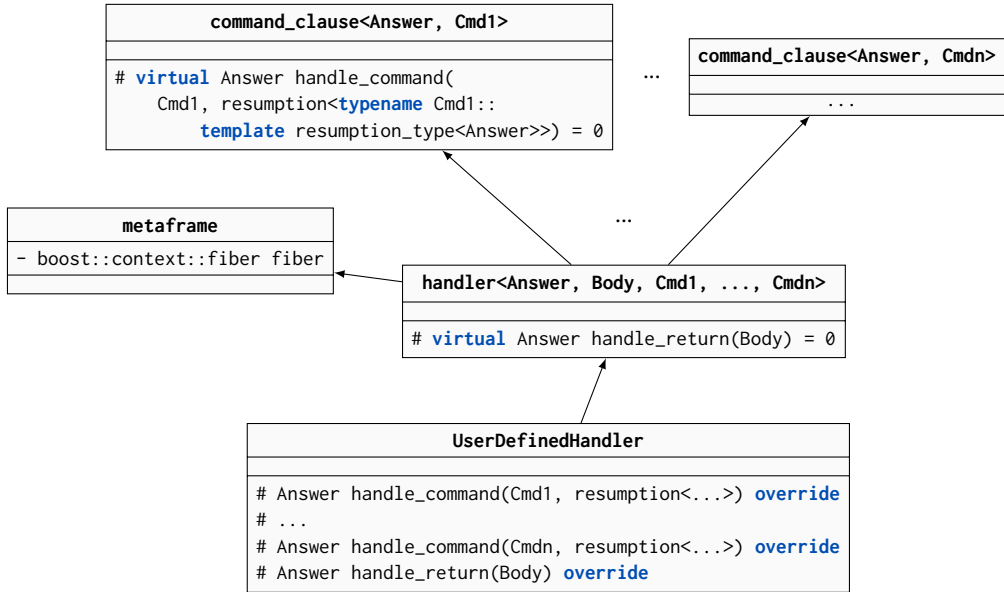 command_clause<Answer, Cmd1>
# virtual Answer handle_command(
Cmd1, resumption<typename Cmd1::
template resumption_type<Answer>>) = 0
...
command_clause<Answer, Cmdn>
...
...
metaframe
- boost::context::fiber fiber
handler<Answer, Body, Cmd1, ..., Cmdn>
# virtual Answer handle_return(Body) = 0
UserDefinedHandler
# Answer handle_command(Cmd1, resumption<...>) override
# ...
# Answer handle_command(Cmdn, resumption<...>) override
# Answer handle_return(Body) override